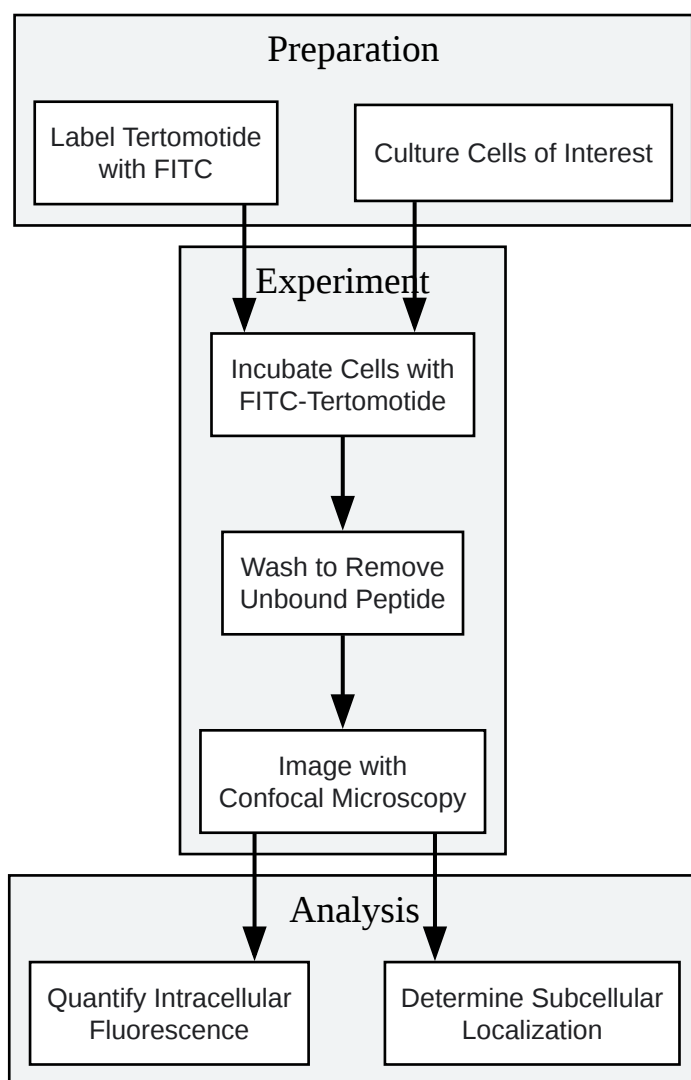 Preparation
Label Tertomotide
with FITC
Culture Cells of Interest
Experiment
Incubate Cells with
FITC-Tertomotide
Wash to Remove
Unbound Peptide
Image with
Confocal Microscopy
Analysis
Quantify Intracellular
Fluorescence
Determine Subcellular
Localization